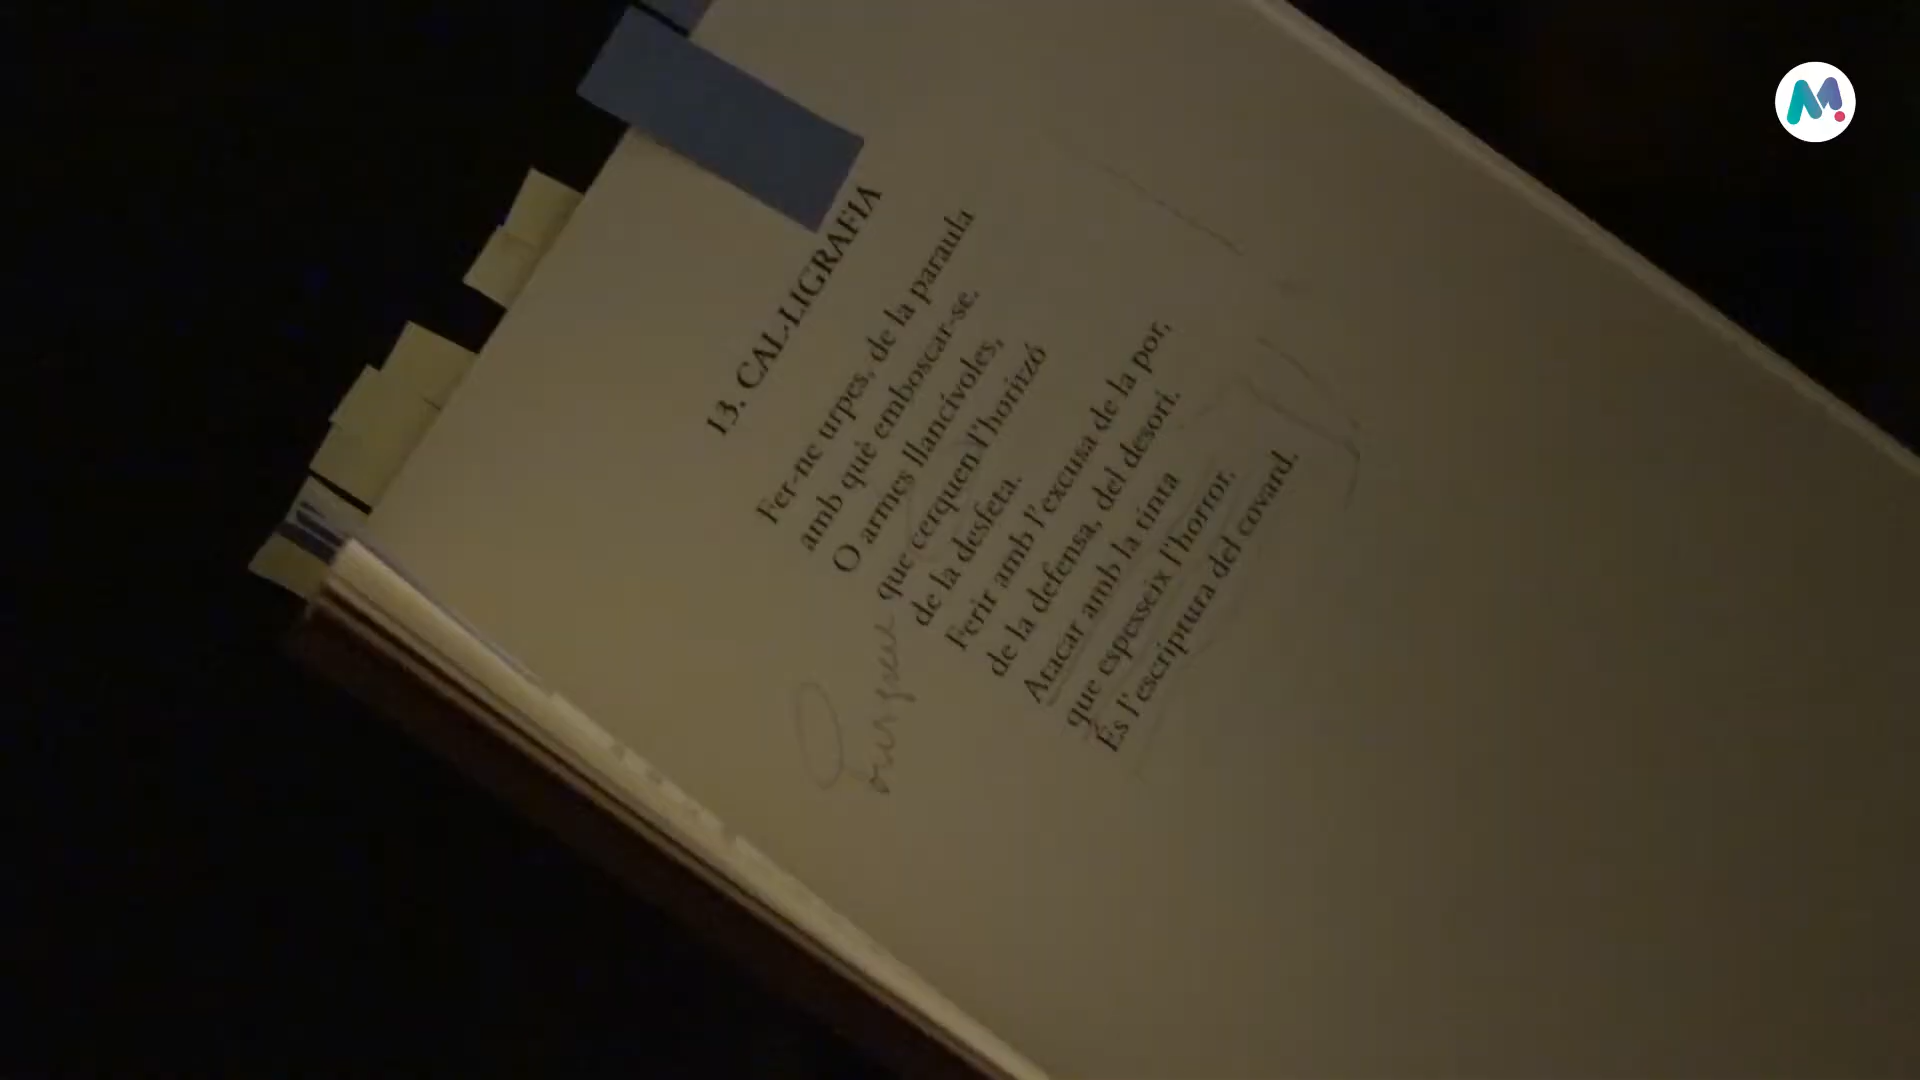 13. CAL·LIGRAFIA
Fer-ne urpes, de la paraula
amb què emboscar-se.
O armes llancívoles,
que cerquen l'horitzó
de la desfeta.
Ferir amb l'excusa de la por,
de la defensa, del desori.
Atacar amb la tinta
que espesseix l'horror.
És l'escriptura del covard.